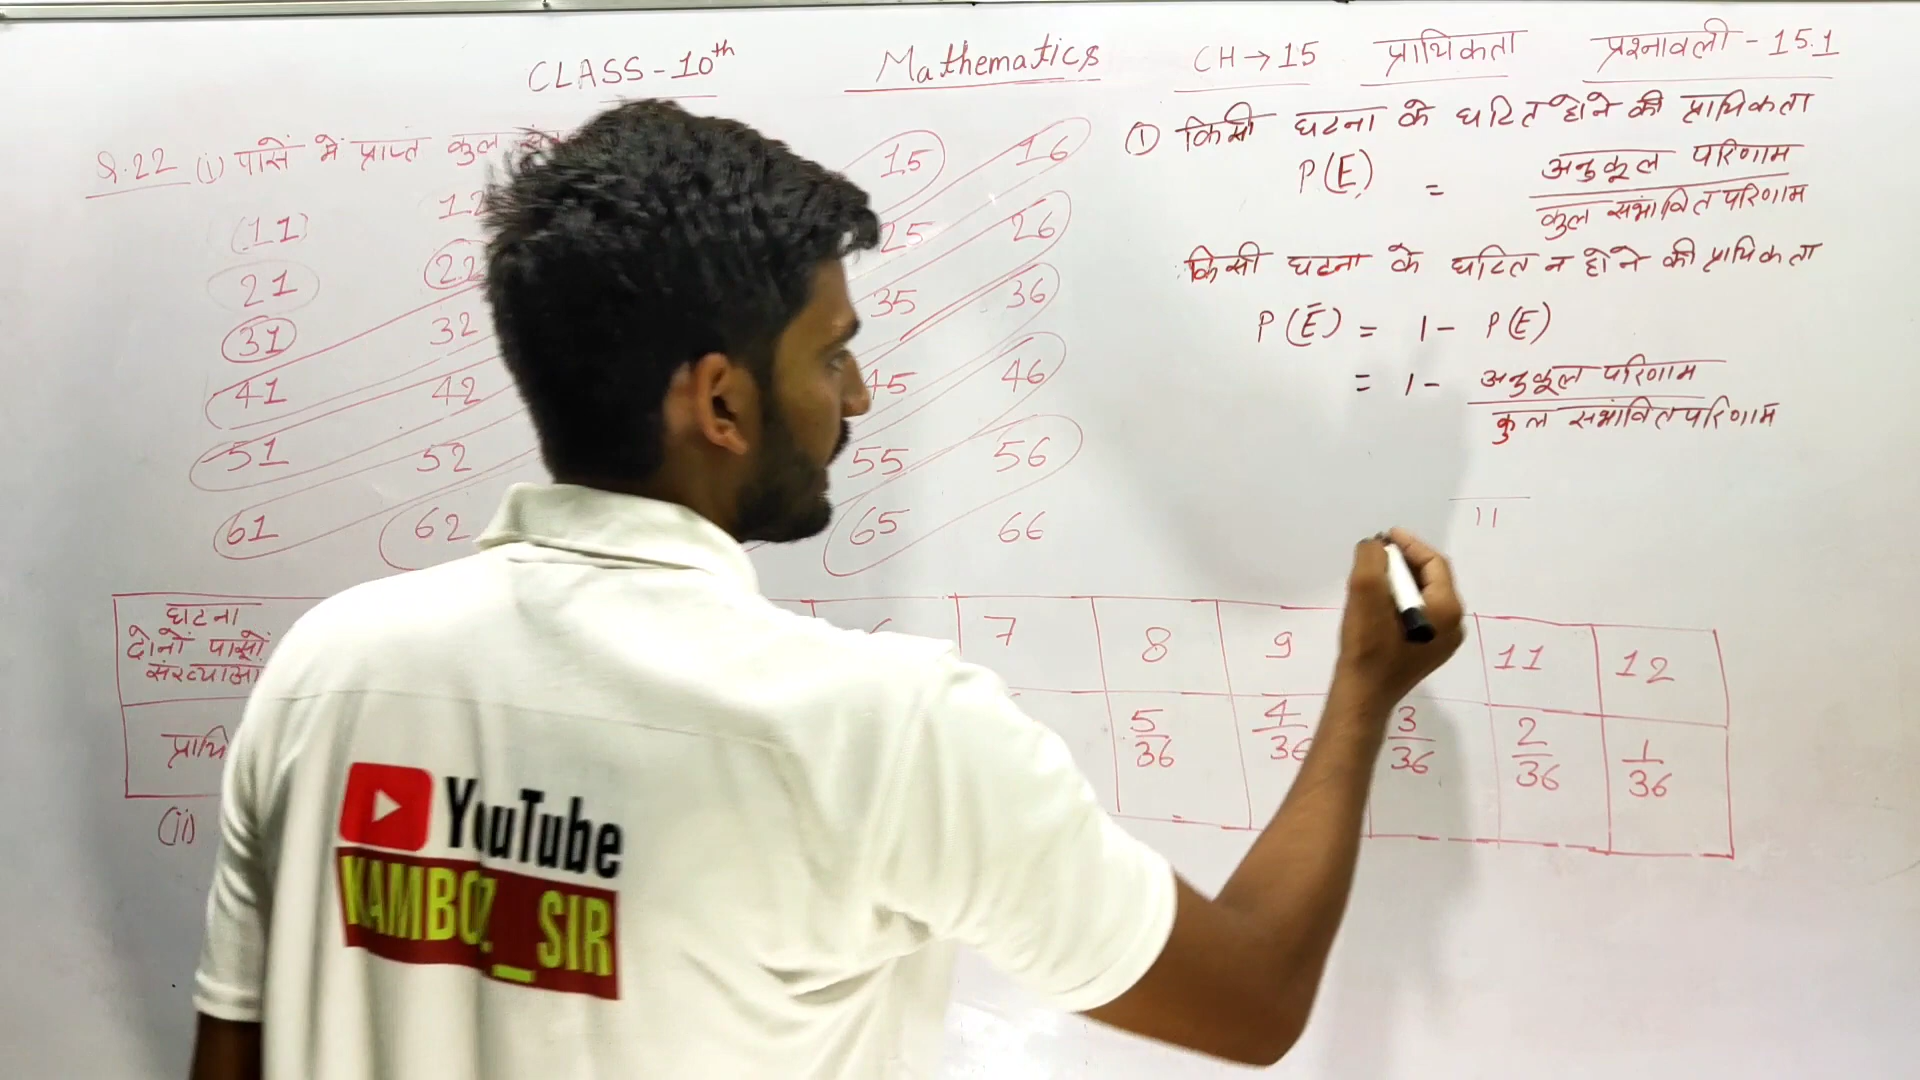 CLASS-10th Mathematics CH→15 प्रायिकता प्रश्नावली-15.1
Q.22 (i) पासे में प्राप्त कुल
(11) 12 15 16
21 22 25 26
31 32 35 36
41 42 45 46
51 52 55 56
61 62 65 66
① किसी घटना के घटित होने की प्रायिकता
P(E) = अनुकूल परिणाम
कुल संभावित परिणाम
किसी घटना के घटित न होने की प्रायिकता
P(Ē) = 1 - P(E)
= 1 - अनुकूल परिणाम
कुल संभावित परिणाम
11
घटना
दोनों पासों
संख्याओं
7 8 9 11 12
प्रायि
5/36 4/36 3/36 2/36 1/36
(ii)
YouTube
KAMBOZ_SIR